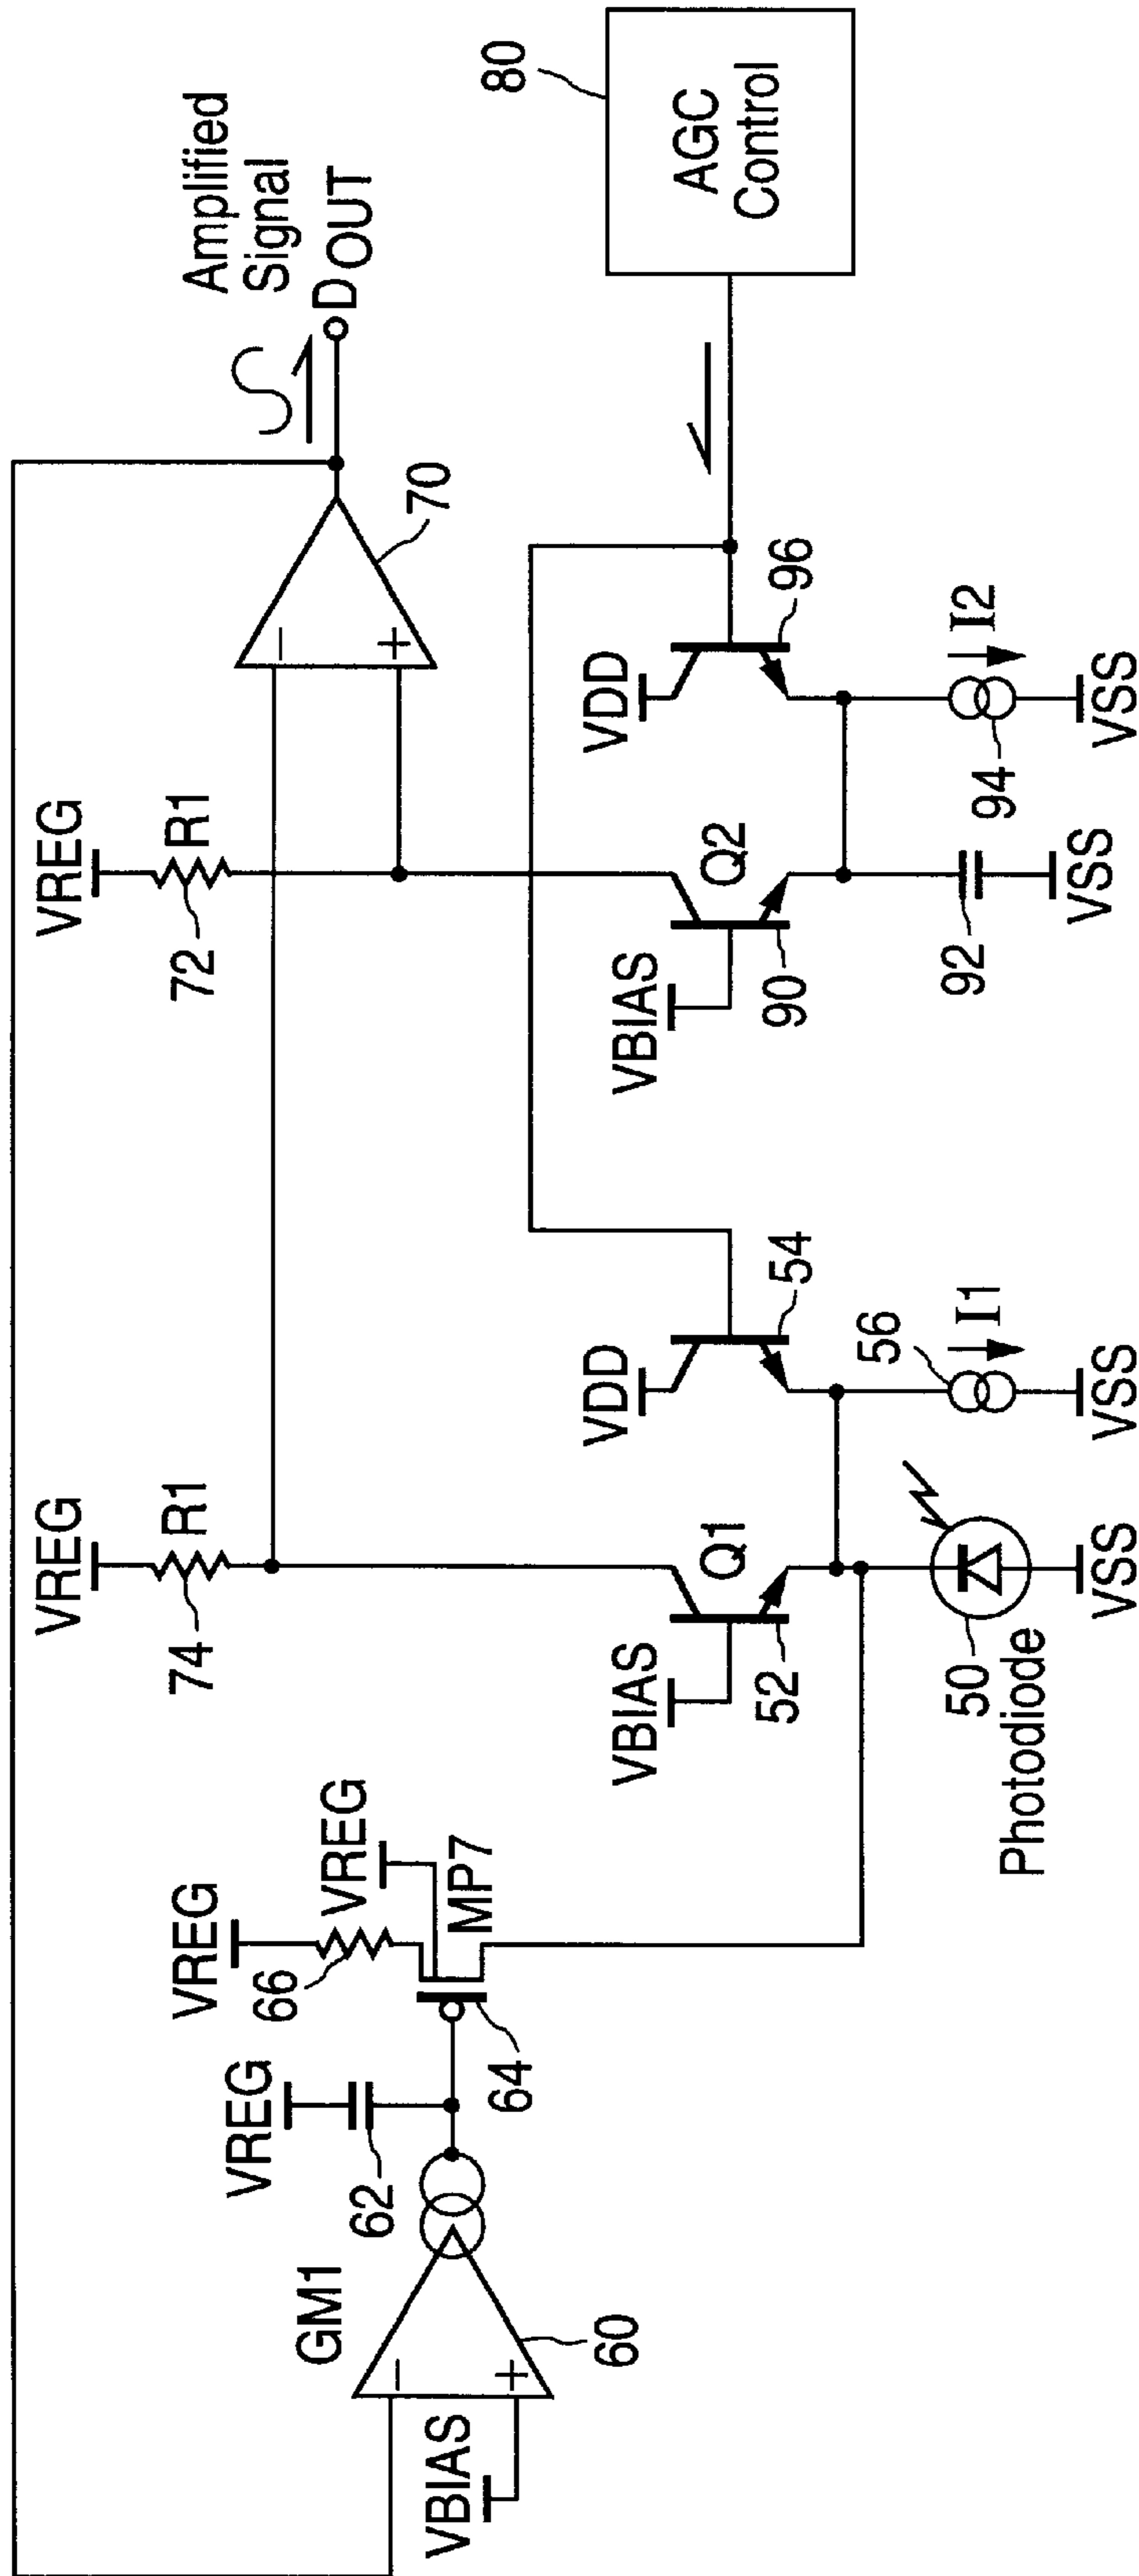 Amplified
Signal
DOUT
VREG
R1
74
VREG
R1
72
70
−
+
VREG
VREG
66
MP7
64
VREG
62
GM1
60
−
+
VBIAS
VBIAS
Q1
52
VDD
54
56
I1
VSS
VSS
50
Photodiode
VBIAS
Q2
90
VDD
96
I2
94
VSS
92
VSS
80
AGC
Control